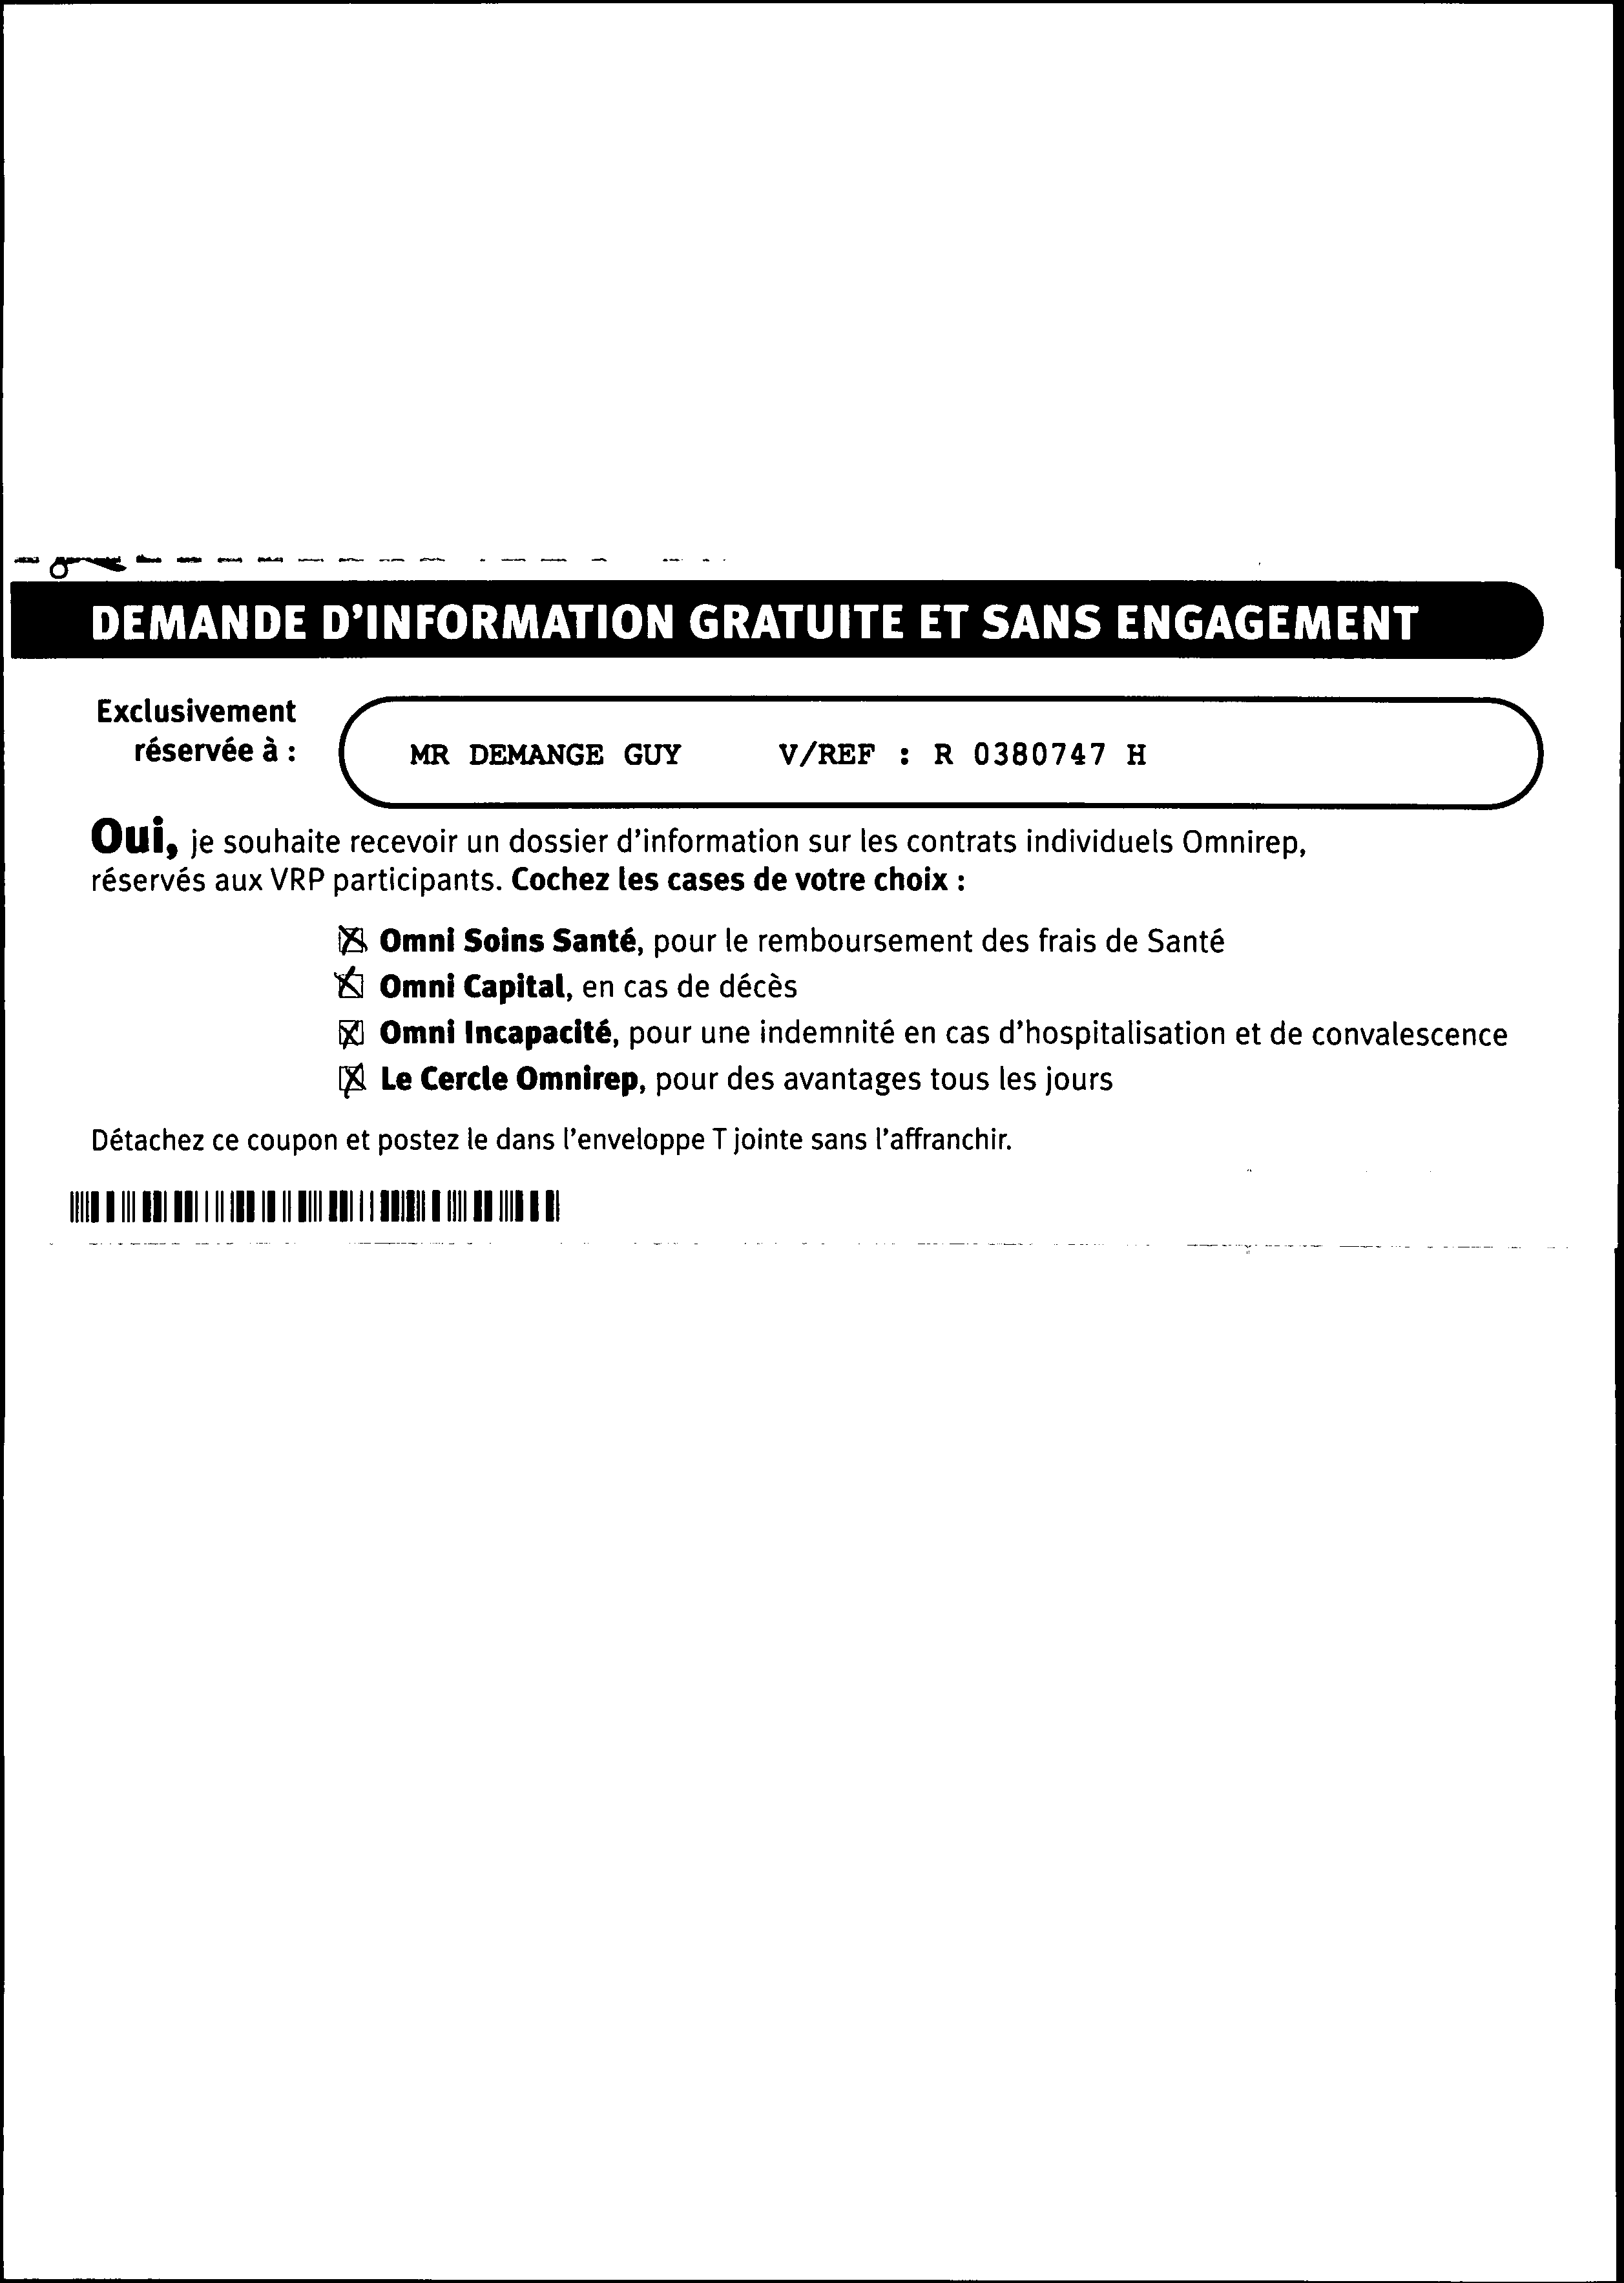 DEMANDE D'INFORMATION GRATUITE ET SANS ENGAGEMENT
Exclusivement
réservée à :
MR DEMANGE GUY V/REF : R 0380747 H
Oui, je souhaite recevoir un dossier d'information sur les contrats individuels Omnirep,
réservés aux VRP participants. Cochez les cases de votre choix :
Omni Soins Santé, pour le remboursement des frais de Santé
Omni Capital, en cas de décès
Omni Incapacité, pour une indemnité en cas d'hospitalisation et de convalescence
Le Cercle Omnirep, pour des avantages tous les jours
Détachez ce coupon et postez le dans l'enveloppe T jointe sans l'affranchir.